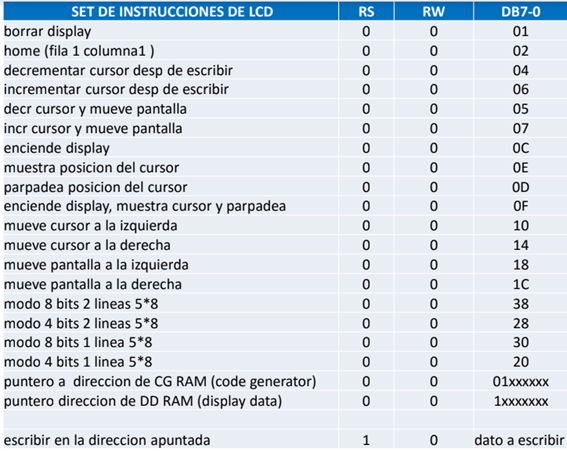 SET DE INSTRUCCIONES DE LCD RS RW DB7-0
borrar display 0 0 01
home (fila 1 columna1 ) 0 0 02
decrementar cursor desp de escribir 0 0 04
incrementar cursor desp de escribir 0 0 06
decr cursor y mueve pantalla 0 0 05
incr cursor y mueve pantalla 0 0 07
enciende display 0 0 0C
muestra posicion del cursor 0 0 0E
parpadea posicion del cursor 0 0 0D
enciende display, muestra cursor y parpadea 0 0 0F
mueve cursor a la izquierda 0 0 10
mueve cursor a la derecha 0 0 14
mueve pantalla a la izquierda 0 0 18
mueve pantalla a la derecha 0 0 1C
modo 8 bits 2 lineas 5*8 0 0 38
modo 4 bits 2 lineas 5*8 0 0 28
modo 8 bits 1 linea 5*8 0 0 30
modo 4 bits 1 linea 5*8 0 0 20
puntero a direccion de CG RAM (code generator) 0 0 01xxxxxx
puntero direccion de DD RAM (display data) 0 0 1xxxxxxx
escribir en la direccion apuntada 1 0 dato a escribir